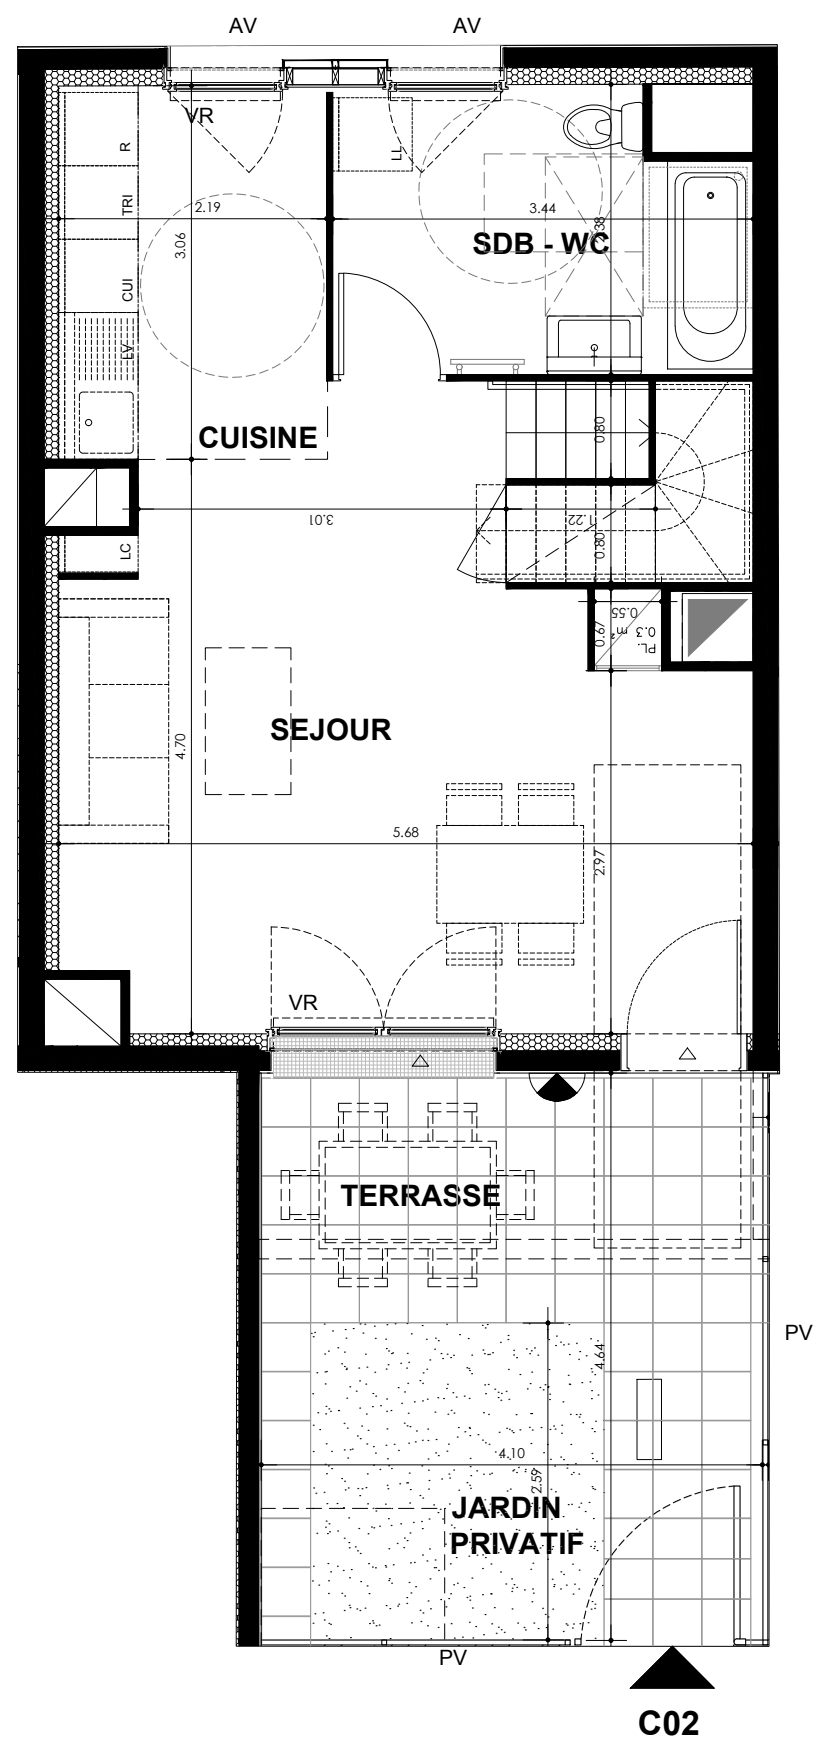 AV
AV
VR
R
LL
TRI
2.19
3.44
2.38
3.06
SDB - WC
CUI
LV
CUISINE
0.80
3.01
1.22
0.80
LC
0.55
0.67
PL.
0.3 m²
SEJOUR
4.70
5.68
2.97
VR
TERRASSE
PV
4.64
4.10
2.59
JARDIN
PRIVATIF
PV
C02